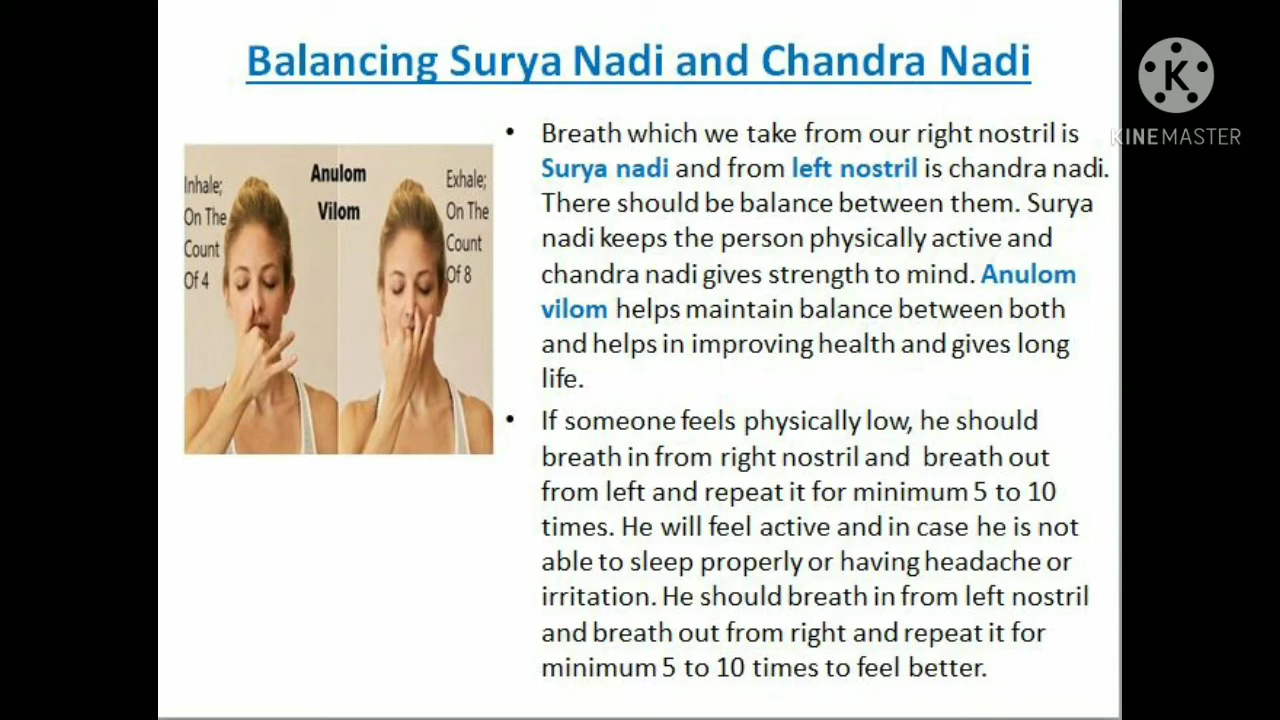 Balancing Surya Nadi and Chandra Nadi
K
KINEMASTER
Inhale;
On The
Count
Of 4
Anulom
Vilom
Exhale;
On The
Count
Of 8
• Breath which we take from our right nostril is
Surya nadi and from left nostril is chandra nadi.
There should be balance between them. Surya
nadi keeps the person physically active and
chandra nadi gives strength to mind. Anulom
vilom helps maintain balance between both
and helps in improving health and gives long
life.
• If someone feels physically low, he should
breath in from right nostril and breath out
from left and repeat it for minimum 5 to 10
times. He will feel active and in case he is not
able to sleep properly or having headache or
irritation. He should breath in from left nostril
and breath out from right and repeat it for
minimum 5 to 10 times to feel better.